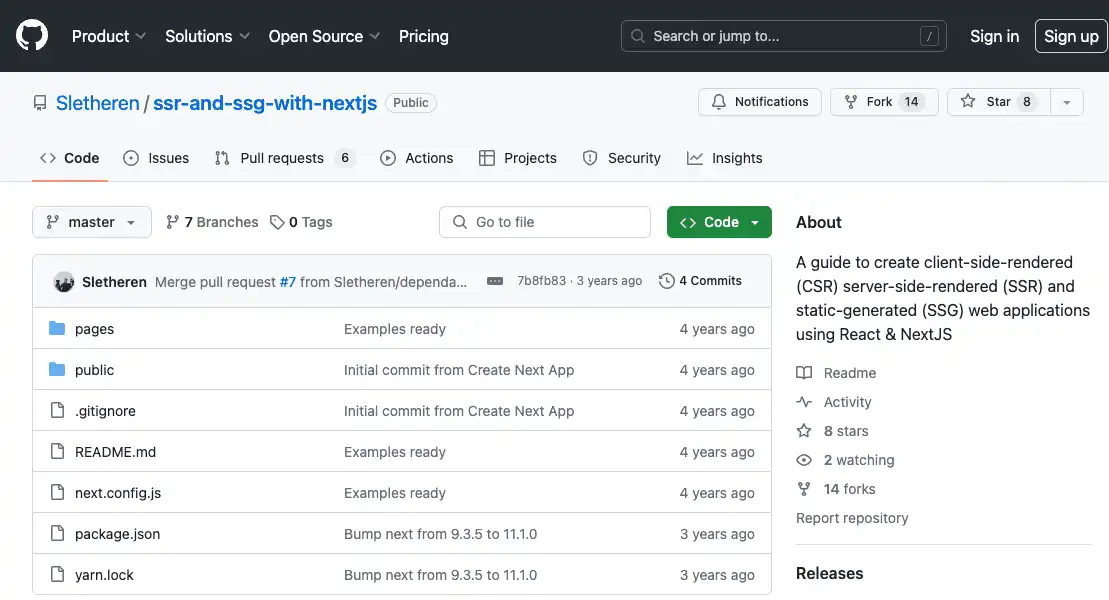 Product Solutions Open Source Pricing Search or jump to... / Sign in Sign up
Sletheren / ssr-and-ssg-with-nextjs Public Notifications Fork 14 Star 8
Code Issues Pull requests 6 Actions Projects Security Insights
master 7 Branches 0 Tags Go to file Code
Sletheren Merge pull request #7 from Sletheren/dependa... 7b8fb83 · 3 years ago 4 Commits
pages Examples ready 4 years ago
public Initial commit from Create Next App 4 years ago
.gitignore Initial commit from Create Next App 4 years ago
README.md Examples ready 4 years ago
next.config.js Examples ready 4 years ago
package.json Bump next from 9.3.5 to 11.1.0 3 years ago
yarn.lock Bump next from 9.3.5 to 11.1.0 3 years ago
About
A guide to create client-side-rendered
(CSR) server-side-rendered (SSR) and
static-generated (SSG) web applications
using React & NextJS
Readme
Activity
8 stars
2 watching
14 forks
Report repository
Releases